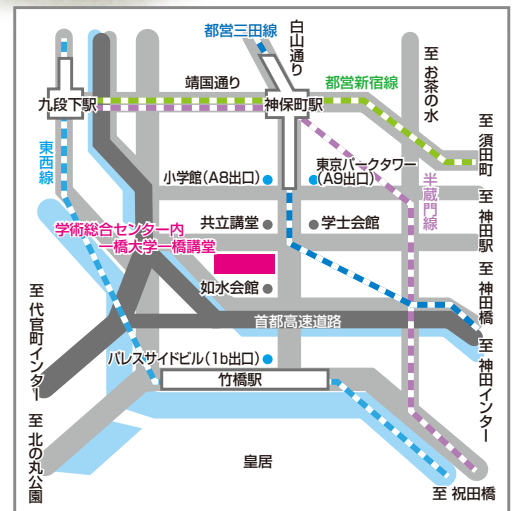 都営三田線
白山通り
至 お茶の水
靖国通り
都営新宿線
九段下駅
神保町駅
至 須田町
東西線
小学館(A8出口)
東京パークタワー
(A9出口)
半蔵門線
至 神田駅
共立講堂
学士会館
学術総合センター内
一橋大学一橋講堂
至 神田橋
如水会館
首都高速道路
至 代官町インター
至 神田インター
パレスサイドビル(1b出口)
竹橋駅
至 北の丸公園
皇居
至 祝田橋